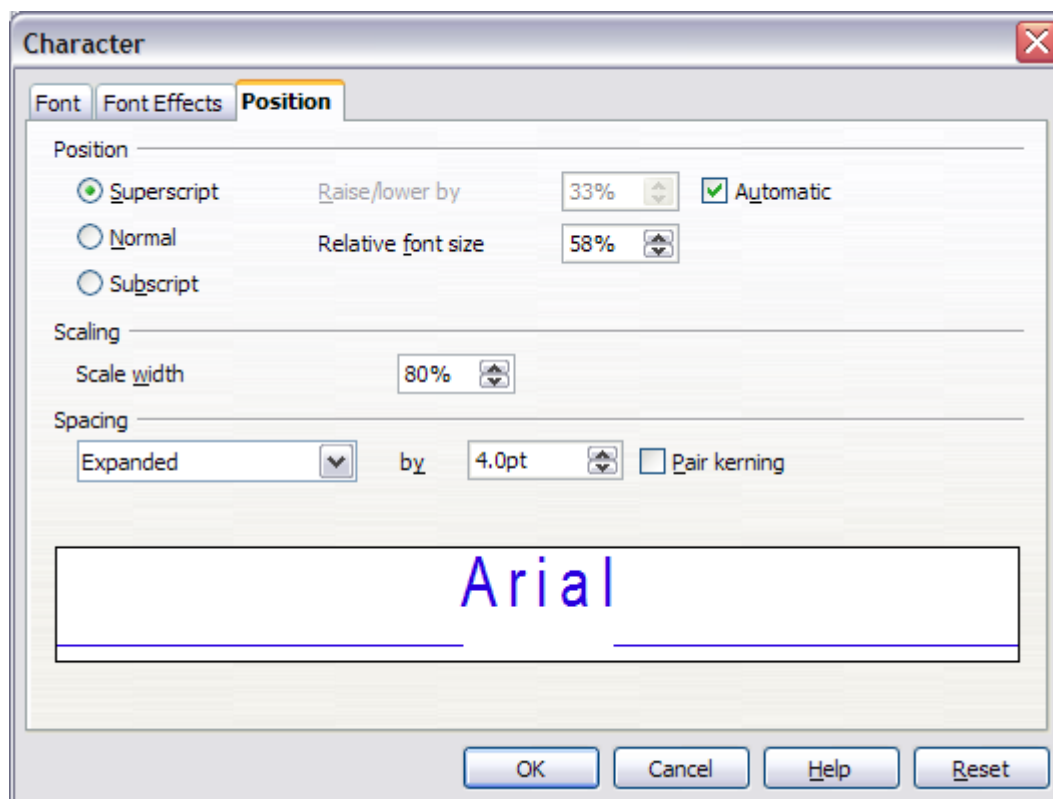 Character
Font Font Effects Position
Position
Superscript Raise/lower by 33% Automatic
Normal Relative font size 58%
Subscript
Scaling
Scale width 80%
Spacing
Expanded by 4.0pt Pair kerning
Arial
OK Cancel Help Reset